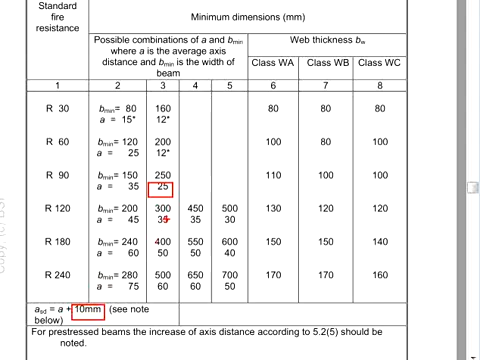 Standard
fire
resistance
Minimum dimensions (mm)
Possible combinations of a and bmin
where a is the average axis
distance and bmin is the width of
beam
Web thickness bw
Class WA Class WB Class WC
1 2 3 4 5 6 7 8
R 30 bmin= 80 160 80 80 80
a = 15* 12*
R 60 bmin= 120 200 100 80 100
a = 25 12*
R 90 bmin= 150 250 110 100 100
a = 35 25
R 120 bmin= 200 300 450 500 130 120 120
a = 45 35 35 30
R 180 bmin= 240 400 550 600 150 150 140
a = 60 50 50 40
R 240 bmin= 280 500 650 700 170 170 160
a = 75 60 60 50
asd = a + 10mm (see note
below)
For prestressed beams the increase of axis distance according to 5.2(5) should be
noted.